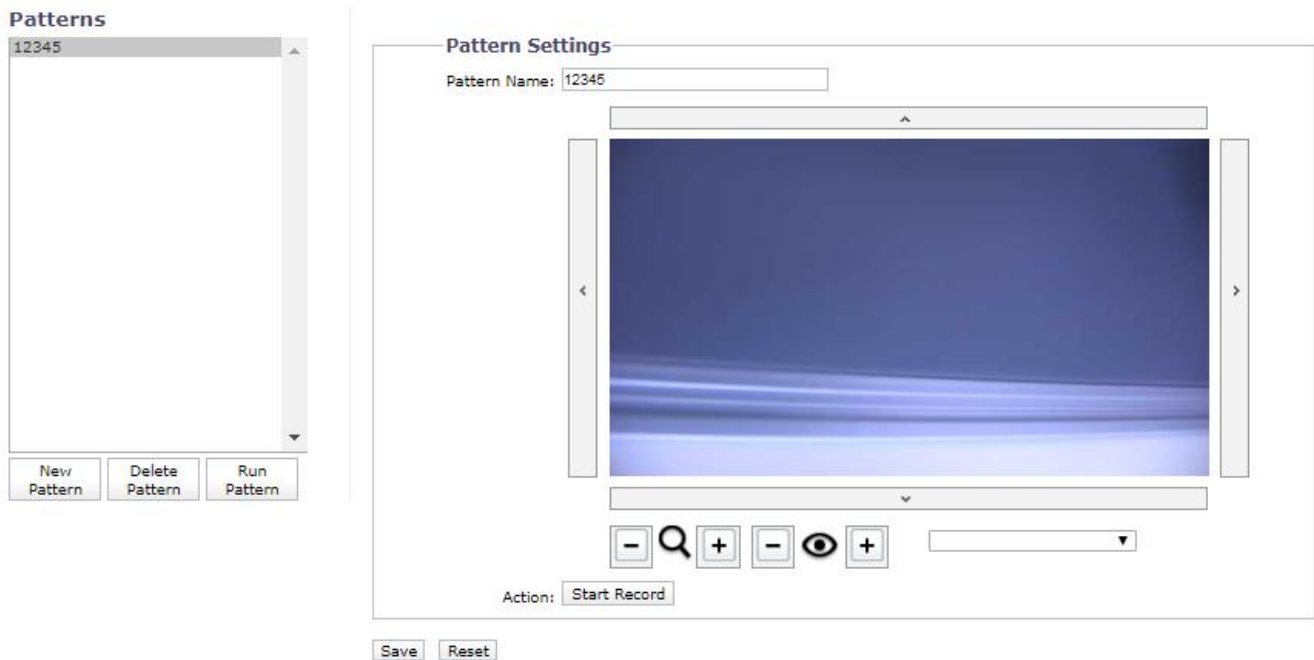 Patterns
12345
New
Pattern
Delete
Pattern
Run
Pattern
Pattern Settings
Pattern Name: 12345
Action: Start Record
Save Reset